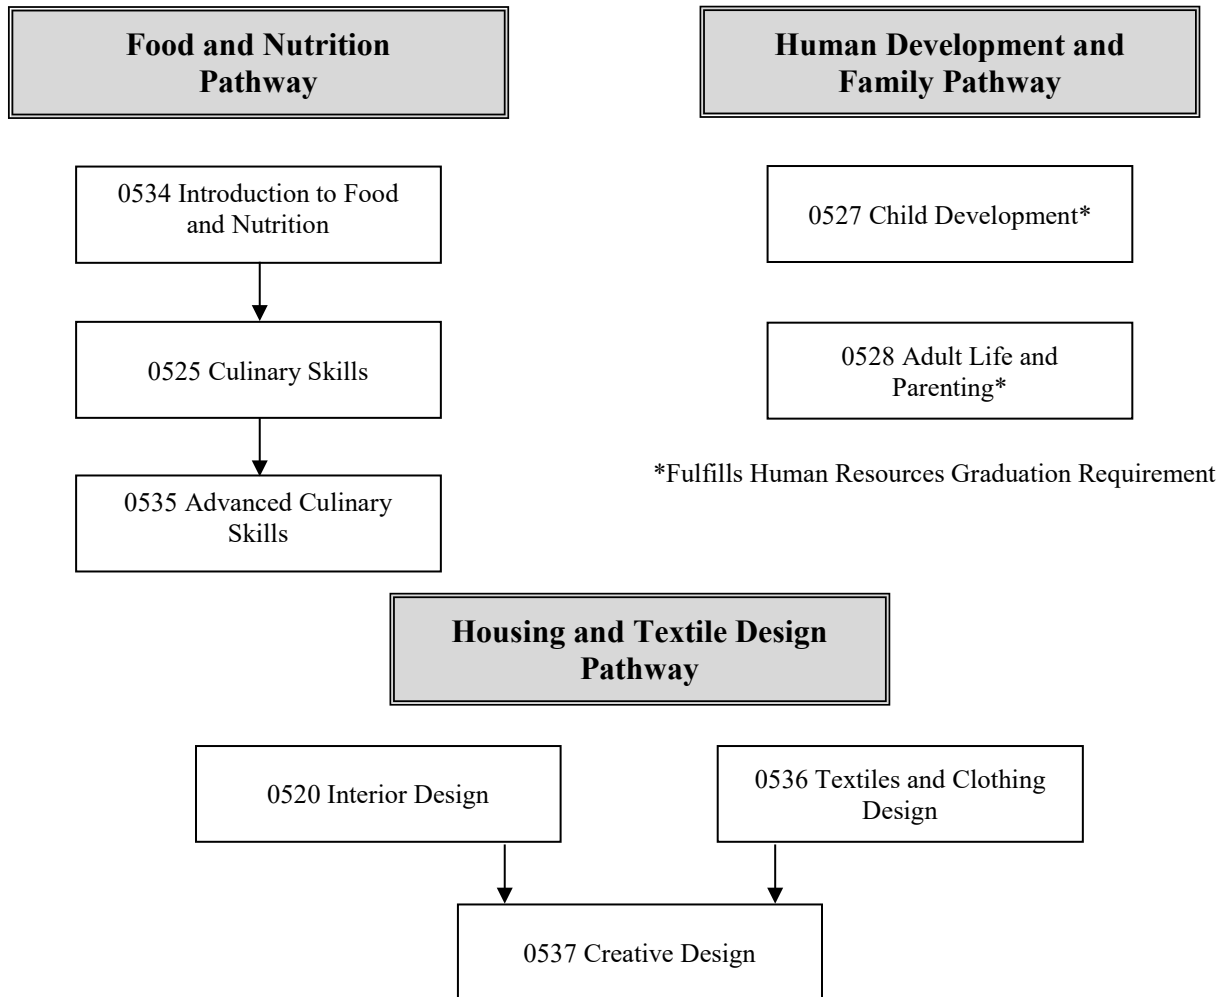 Food and Nutrition
Pathway
0534 Introduction to Food
and Nutrition
0525 Culinary Skills
0535 Advanced Culinary
Skills
Human Development and
Family Pathway
0527 Child Development*
0528 Adult Life and
Parenting*
*Fulfills Human Resources Graduation Requirement
Housing and Textile Design
Pathway
0520 Interior Design
0536 Textiles and Clothing
Design
0537 Creative Design